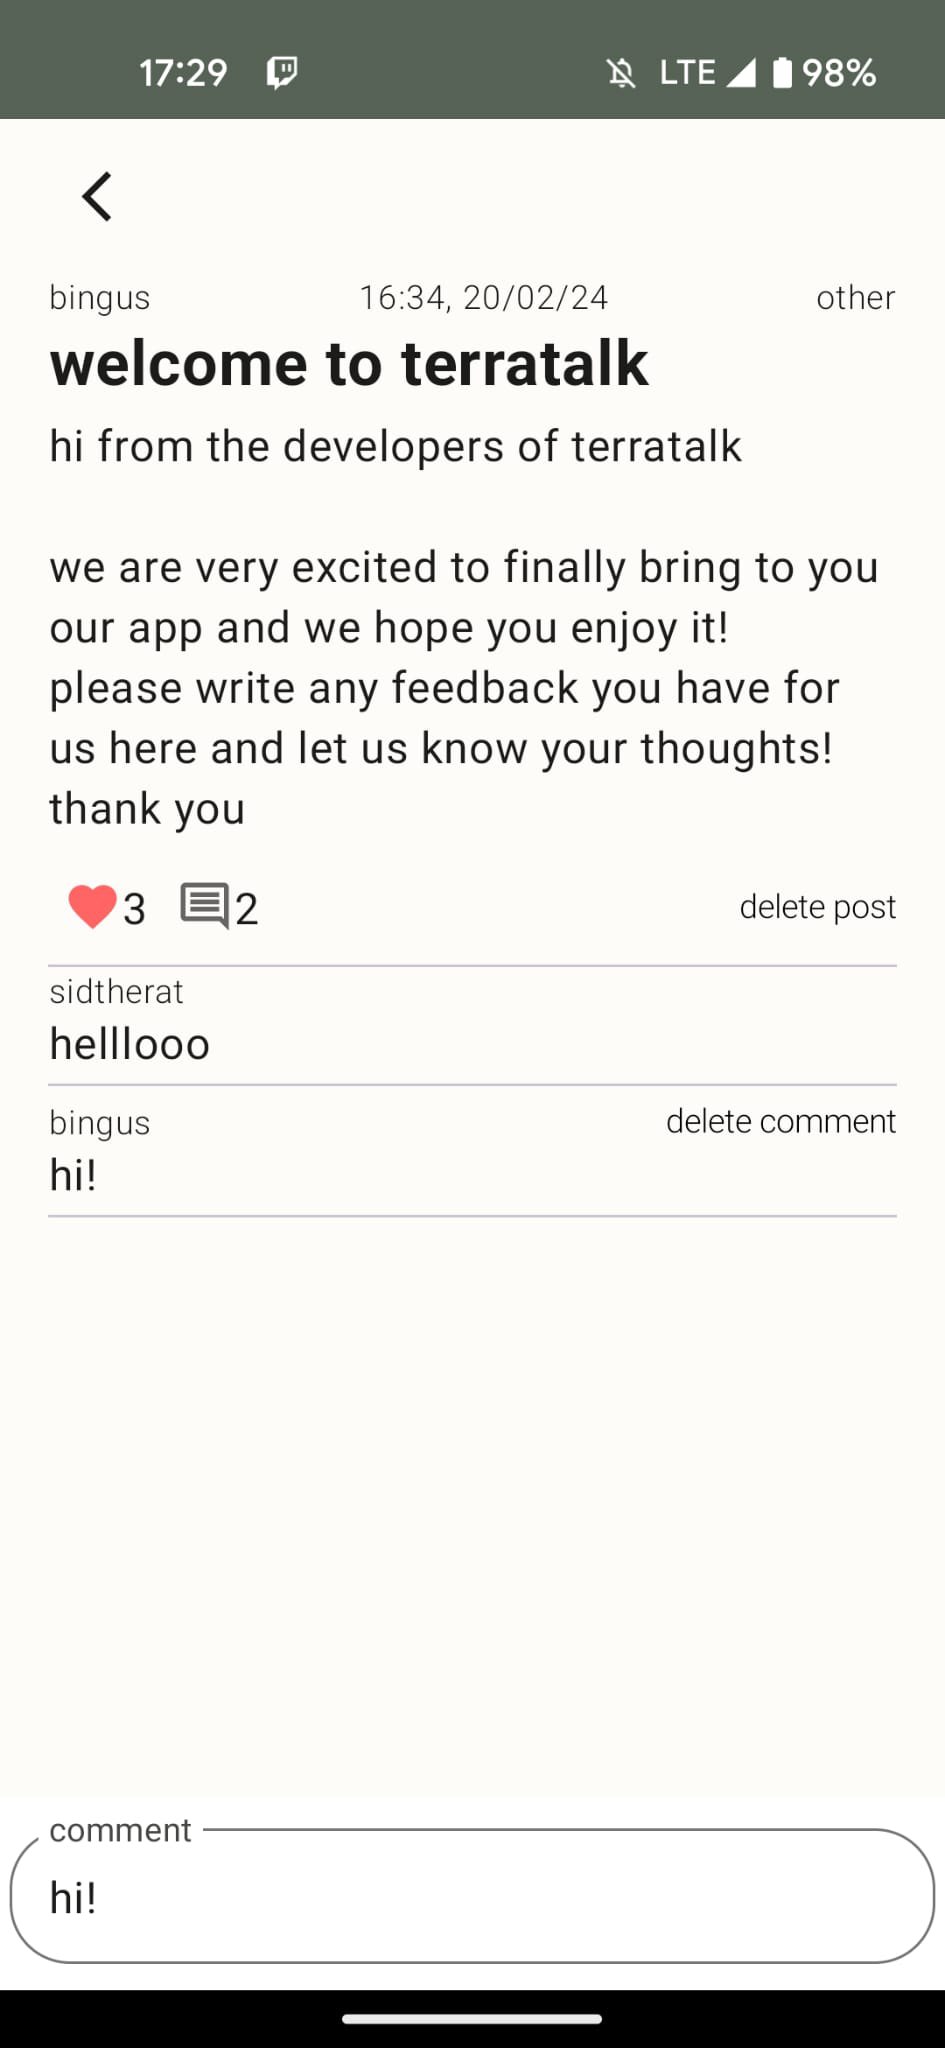 17:29 LTE 98%
bingus 16:34, 20/02/24 other
welcome to terratalk
hi from the developers of terratalk
we are very excited to finally bring to you
our app and we hope you enjoy it!
please write any feedback you have for
us here and let us know your thoughts!
thank you
3 2 delete post
sidtherat
helllooo
bingus delete comment
hi!
comment
hi!